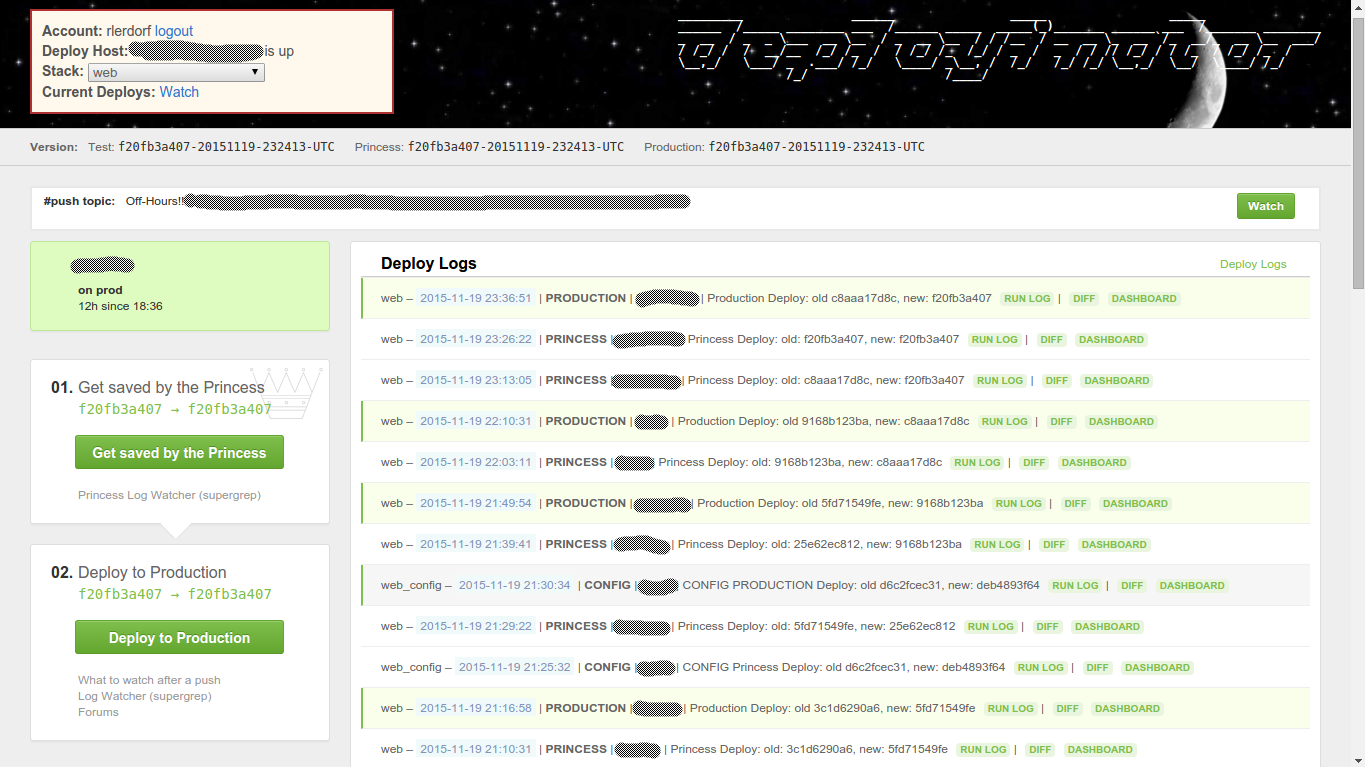 Account: rlerdorf logout
Deploy Host: is up
Stack: web
Current Deploys: Watch
deployinator
Version: Test: f20fb3a407-20151119-232413-UTC Princess: f20fb3a407-20151119-232413-UTC Production: f20fb3a407-20151119-232413-UTC
#push topic: Off-Hours!!
Watch
on prod
12h since 18:36
01. Get saved by the Princess
f20fb3a407 → f20fb3a407
Get saved by the Princess
Princess Log Watcher (supergrep)
02. Deploy to Production
f20fb3a407 → f20fb3a407
Deploy to Production
What to watch after a push
Log Watcher (supergrep)
Forums
Deploy Logs Deploy Logs
web – 2015-11-19 23:36:51 | PRODUCTION | | Production Deploy: old c8aaa17d8c, new: f20fb3a407 RUN LOG | DIFF DASHBOARD
web – 2015-11-19 23:26:22 | PRINCESS | Princess Deploy: old: f20fb3a407, new: f20fb3a407 RUN LOG | DIFF DASHBOARD
web – 2015-11-19 23:13:05 | PRINCESS | | Princess Deploy: old: c8aaa17d8c, new: f20fb3a407 RUN LOG | DIFF DASHBOARD
web – 2015-11-19 22:10:31 | PRODUCTION | | Production Deploy: old 9168b123ba, new: c8aaa17d8c RUN LOG | DIFF DASHBOARD
web – 2015-11-19 22:03:11 | PRINCESS | | Princess Deploy: old: 9168b123ba, new: c8aaa17d8c RUN LOG | DIFF DASHBOARD
web – 2015-11-19 21:49:54 | PRODUCTION | | Production Deploy: old 5fd71549fe, new: 9168b123ba RUN LOG | DIFF DASHBOARD
web – 2015-11-19 21:39:41 | PRINCESS | | Princess Deploy: old: 25e62ec812, new: 9168b123ba RUN LOG | DIFF DASHBOARD
web_config – 2015-11-19 21:30:34 | CONFIG | CONFIG PRODUCTION Deploy: old d6c2fcec31, new: deb4893f64 RUN LOG | DIFF DASHBOARD
web – 2015-11-19 21:29:22 | PRINCESS | | Princess Deploy: old: 5fd71549fe, new: 25e62ec812 RUN LOG | DIFF DASHBOARD
web_config – 2015-11-19 21:25:32 | CONFIG | | CONFIG Princess Deploy: old d6c2fcec31, new: deb4893f64 RUN LOG | DIFF DASHBOARD
web – 2015-11-19 21:16:58 | PRODUCTION | | Production Deploy: old 3c1d6290a6, new: 5fd71549fe RUN LOG | DIFF DASHBOARD
web – 2015-11-19 21:10:31 | PRINCESS | | Princess Deploy: old: 3c1d6290a6, new: 5fd71549fe RUN LOG | DIFF DASHBOARD